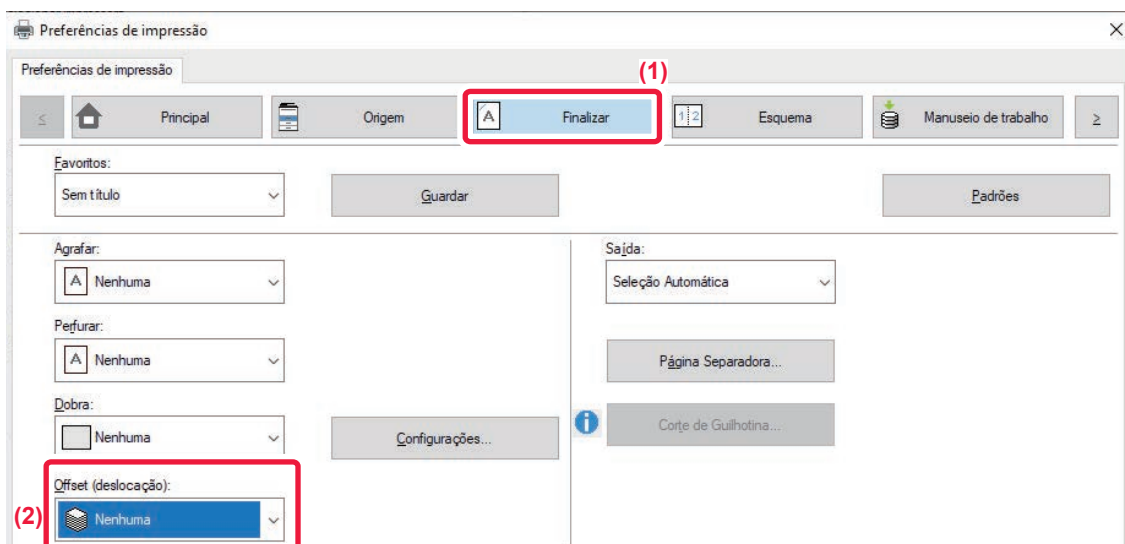 Preferências de impressão
Preferências de impressão
(1)
≤ Principal Origem A Finalizar 1 2 Esquema Manuseio de trabalho ≥
Favoritos:
Sem título Guardar Padrões
Agrafar: Saída:
A Nenhuma Seleção Automática
Perfurar:
A Nenhuma Página Separadora...
Dobra:
Nenhuma Configurações... i Corte de Guilhotina...
Offset (deslocação):
(2) Nenhuma